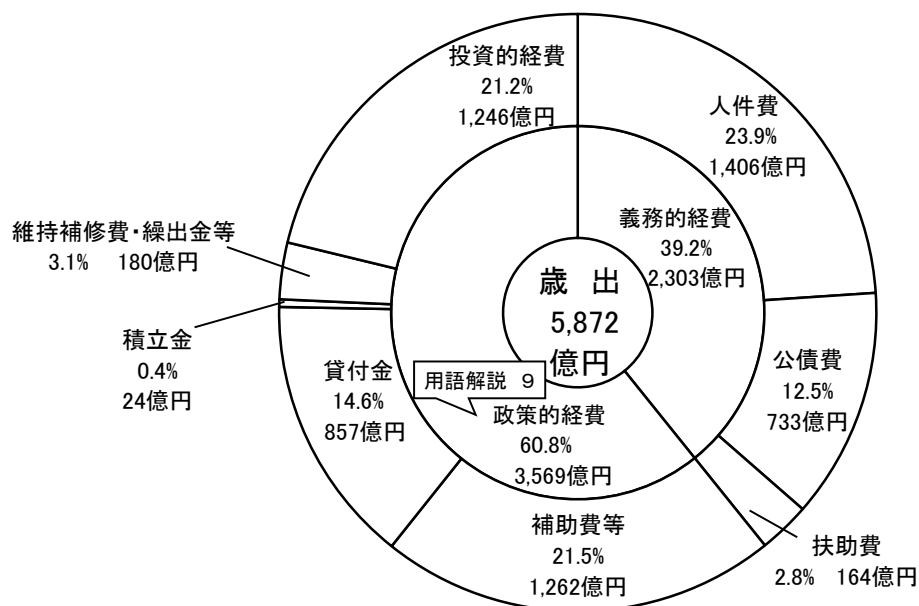 投資的経費
21.2%
1,246億円
人件費
23.9%
1,406億円
維持補修費・繰出金等
3.1% 180億円
義務的経費
39.2%
2,303億円
歳 出
5,872
億円
積立金
0.4%
24億円
貸付金
14.6%
857億円
用語解説 9
政策的経費
60.8%
3,569億円
公債費
12.5%
733億円
補助費等
21.5%
1,262億円
扶助費
2.8% 164億円